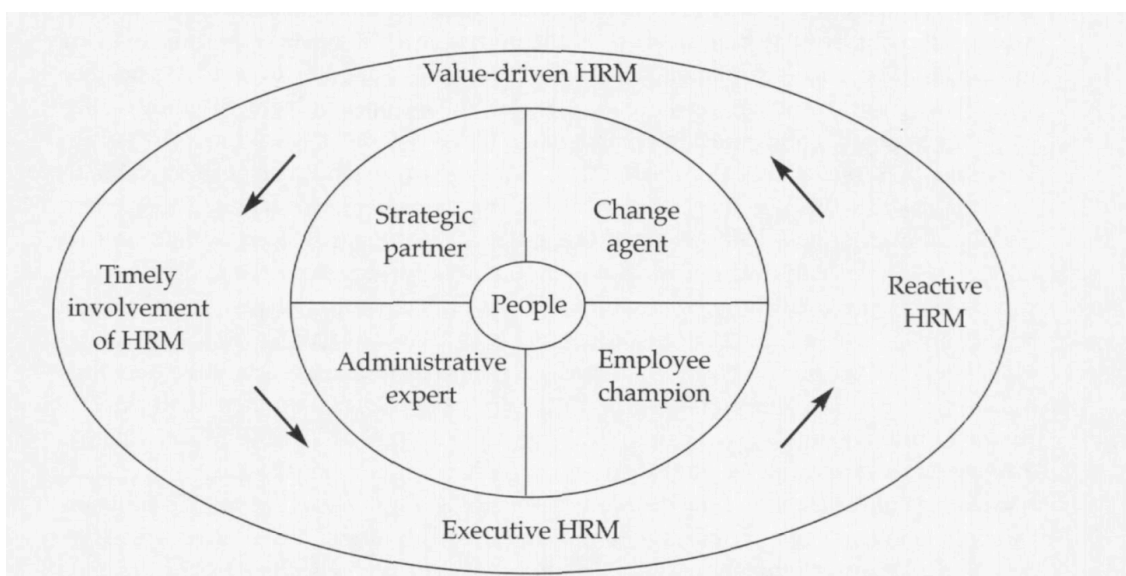 Value-driven HRM
Strategic
partner
Change
agent
Timely
involvement
of HRM
People
Reactive
HRM
Administrative
expert
Employee
champion
Executive HRM